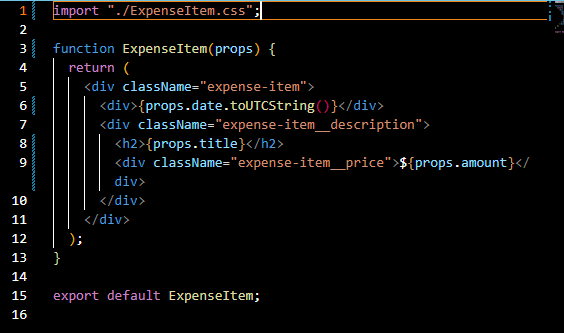 1 import "./ExpenseItem.css";
2
3 function ExpenseItem(props) {
4 return (
5 <div className="expense-item">
6 <div>{props.date.toUTCString()}</div>
7 <div className="expense-item__description">
8 <h2>{props.title}</h2>
9 <div className="expense-item__price">${props.amount}</
div>
10 </div>
11 </div>
12 );
13 }
14
15 export default ExpenseItem;
16